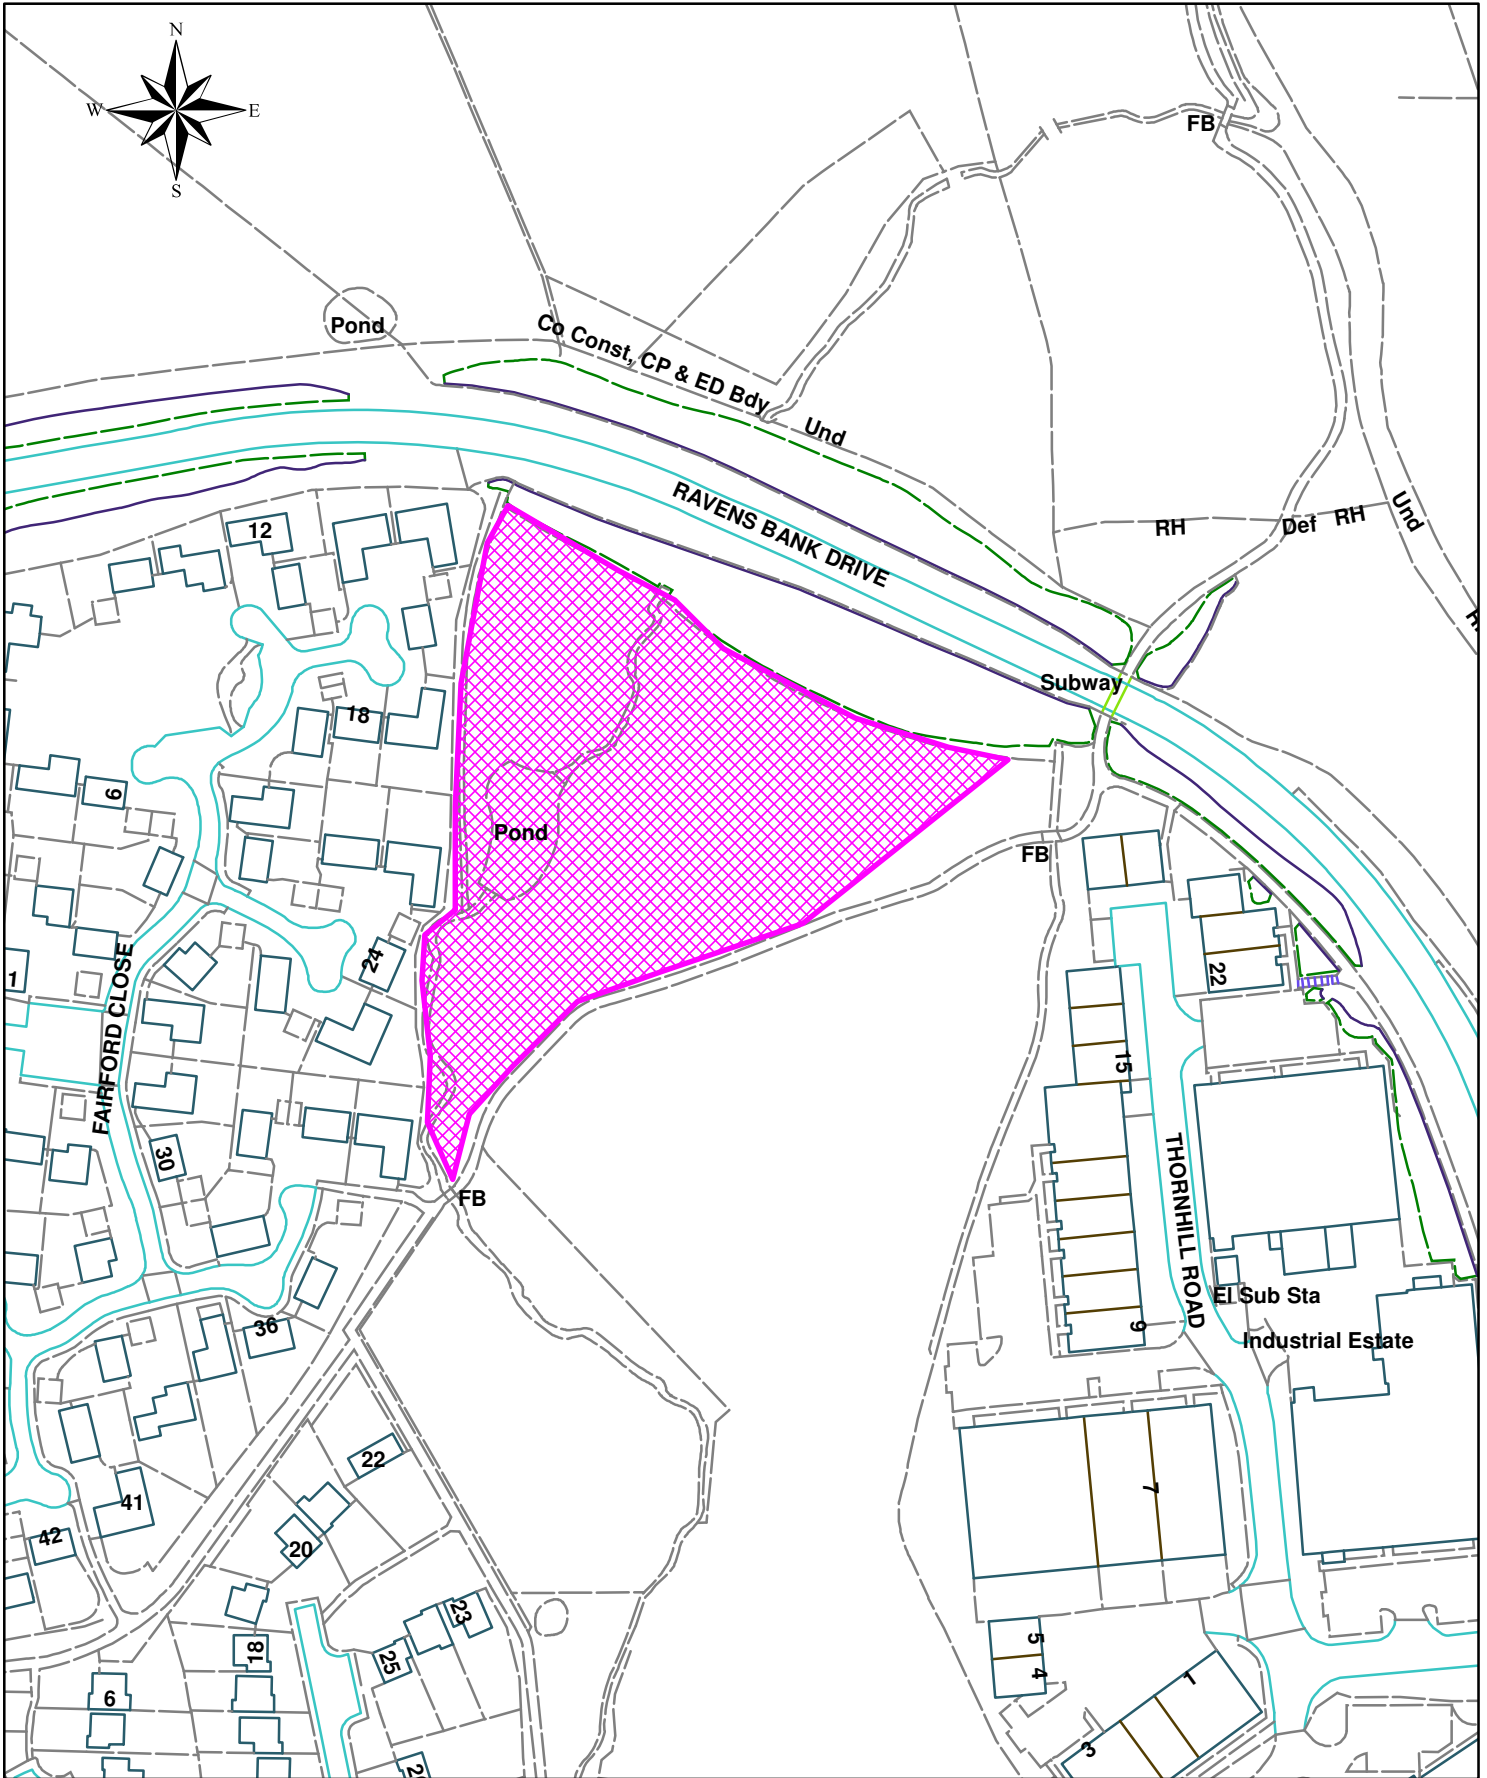 N
W E
S
FB
Pond
Co Const, CP & ED Bdy
Und
RAVENS BANK DRIVE
RH
Def
RH
Und
12
Subway
18
6
Pond
FB
24
1
22
FAIRFORD CLOSE
15
30
THORNHILL ROAD
FB
El Sub Sta
36
9
Industrial Estate
22
7
41
42
20
23
5
18
25
4
6
1
3